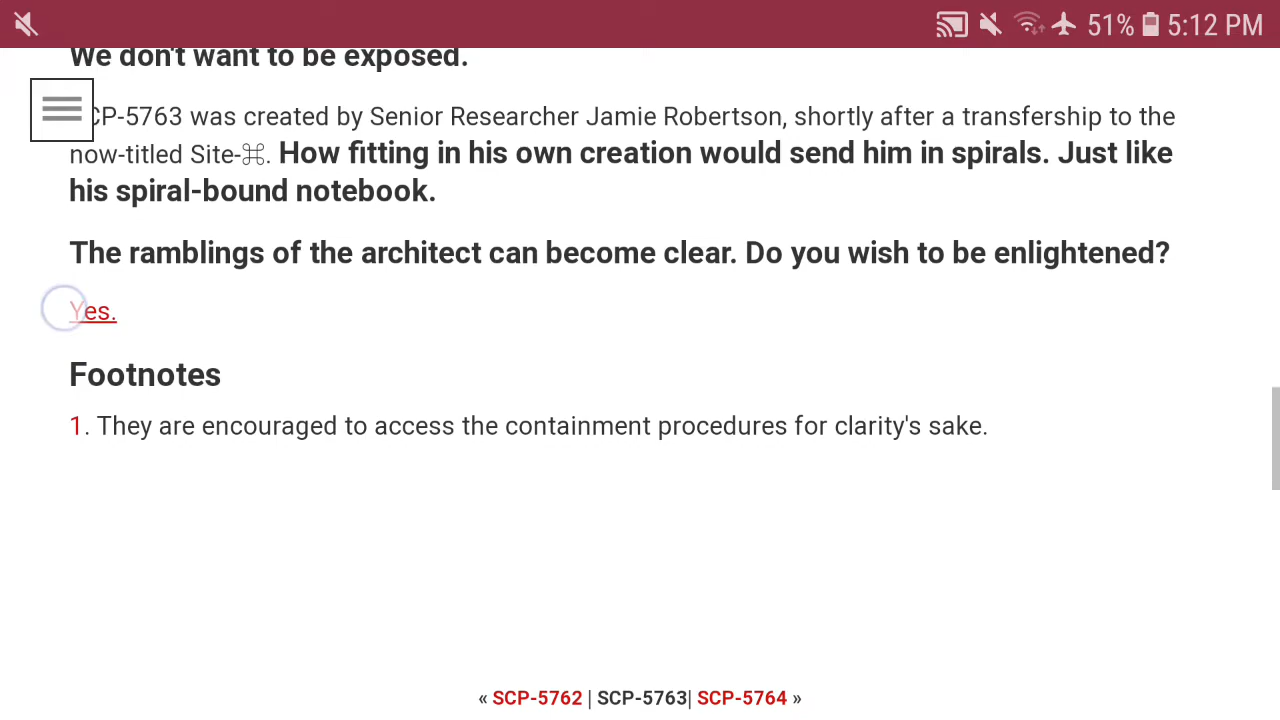 51% 5:12 PM
We don't want to be exposed.
CP-5763 was created by Senior Researcher Jamie Robertson, shortly after a transfership to the
now-titled Site-⌘. How fitting in his own creation would send him in spirals. Just like
his spiral-bound notebook.
The ramblings of the architect can become clear. Do you wish to be enlightened?
Yes.
Footnotes
1. They are encouraged to access the containment procedures for clarity's sake.
« SCP-5762 | SCP-5763| SCP-5764 »